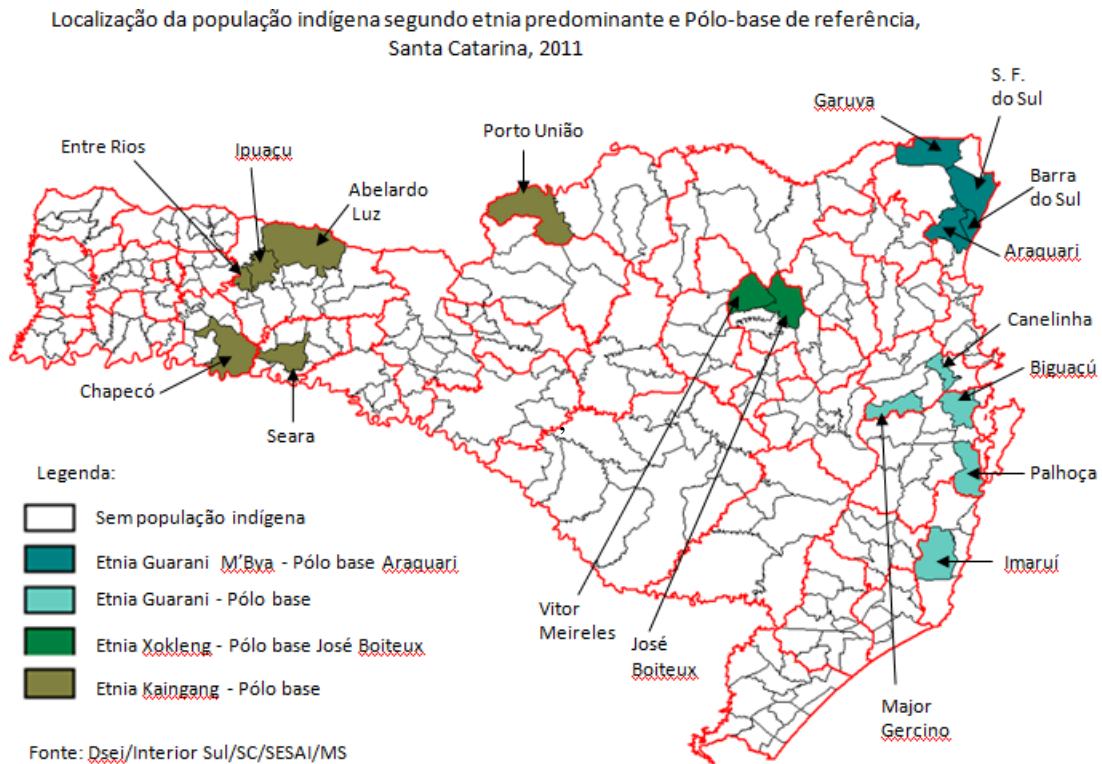 Localização da população indígena segundo etnia predominante e Pólo-base de referência,
Santa Catarina, 2011
S. F.
do Sul
Garuva
Porto União
Ipuaçu
Entre Rios
Barra
do Sul
Abelardo
Luz
Araquari
Canelinha
Biguaçú
Chapecó
Seara
Palhoça
Legenda:
Sem população indígena
Etnia Guarani M'Bya - Pólo base Araquari
Imaruí
Etnia Guarani - Pólo base
Vitor
Meireles
Etnia Xokleng - Pólo base José Boiteux
José
Boiteux
Etnia Kaingang - Pólo base
Major
Gercino
Fonte: Dsei/Interior Sul/SC/SESAI/MS